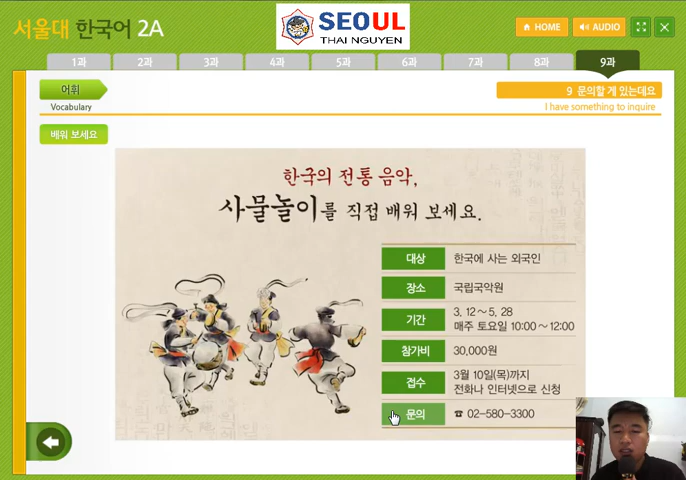 서울대 한국어 2A
SEOUL
THAI NGUYEN
HOME
AUDIO
1과
2과
3과
4과
5과
6과
7과
8과
9과
어휘
Vocabulary
9 문의할 게 있는데요
I have something to inquire
배워 보세요
한국의 전통 음악,
사물놀이를 직접 배워 보세요.
대상 한국에 사는 외국인
장소 국립국악원
기간 3. 12～5. 28
매주 토요일 10:00～12:00
참가비 30,000원
접수 3월 10일(목)까지
전화나 인터넷으로 신청
문의 ☎ 02-580-3300